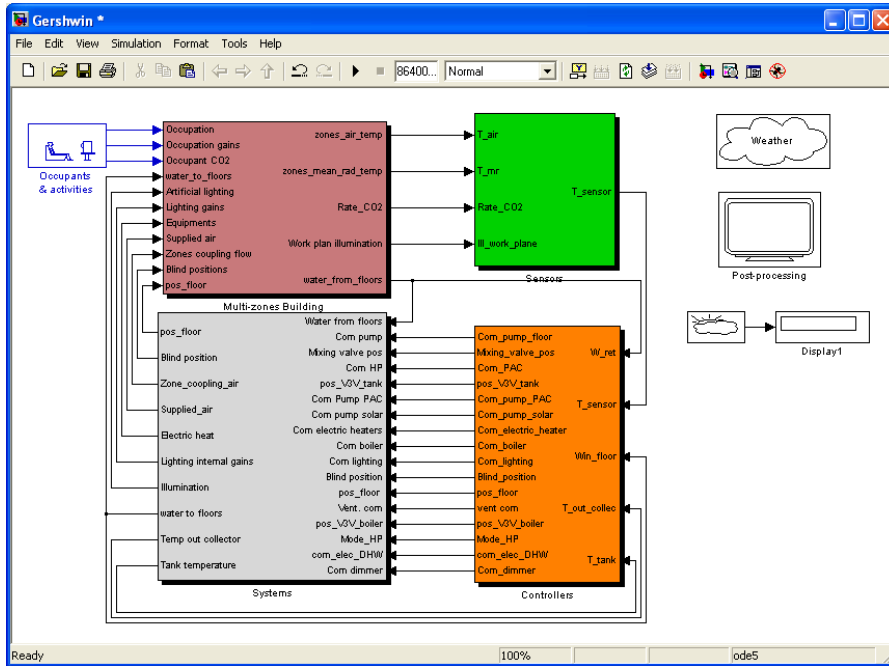 Gershwin *
File Edit View Simulation Format Tools Help
86400... Normal
Occupants
& activities
Occupation
Occupation gains
Occupant CO2
water_to_floors
Artificial lighting
Lighting gains
Equipments
Supplied air
Zones coupling flow
Blind positions
pos_floor
zones_air_temp
zones_mean_rad_temp
Rate_CO2
Work plan illumination
water_from_floors
Multi-zones Building
T_air
T_mr
Rate_CO2
Ill_work_plane
T_sensor
Sensors
Weather
Post-processing
Display1
pos_floor
Blind position
Zone_coopling_air
Supplied_air
Electric heat
Lighting internal gains
Illumination
water to floors
Temp out collector
Tank temperature
Water from floors
Com pump
Mixing valve pos
Com HP
pos_V3V_tank
Com Pump PAC
Com pump solar
Com electric heaters
Com boiler
Com lighting
Blind position
pos_floor
Vent. com
pos_V3V_boiler
Mode_HP
com_elec_DHW
Com dimmer
Systems
Com_pump_floor
Mixing_valve_pos
Com_PAC
pos_V3V_tank
Com_pump_PAC
Com_pump_solar
Com_electric_heater
Com_boiler
Com_lighting
Blind_position
pos_floor
vent com
pos_V3V_boiler
Mode_HP
com_elec_DHW
Com_dimmer
W_ret
T_sensor
Win_floor
T_out_collec
T_tank
Controllers
Ready 100% ode5